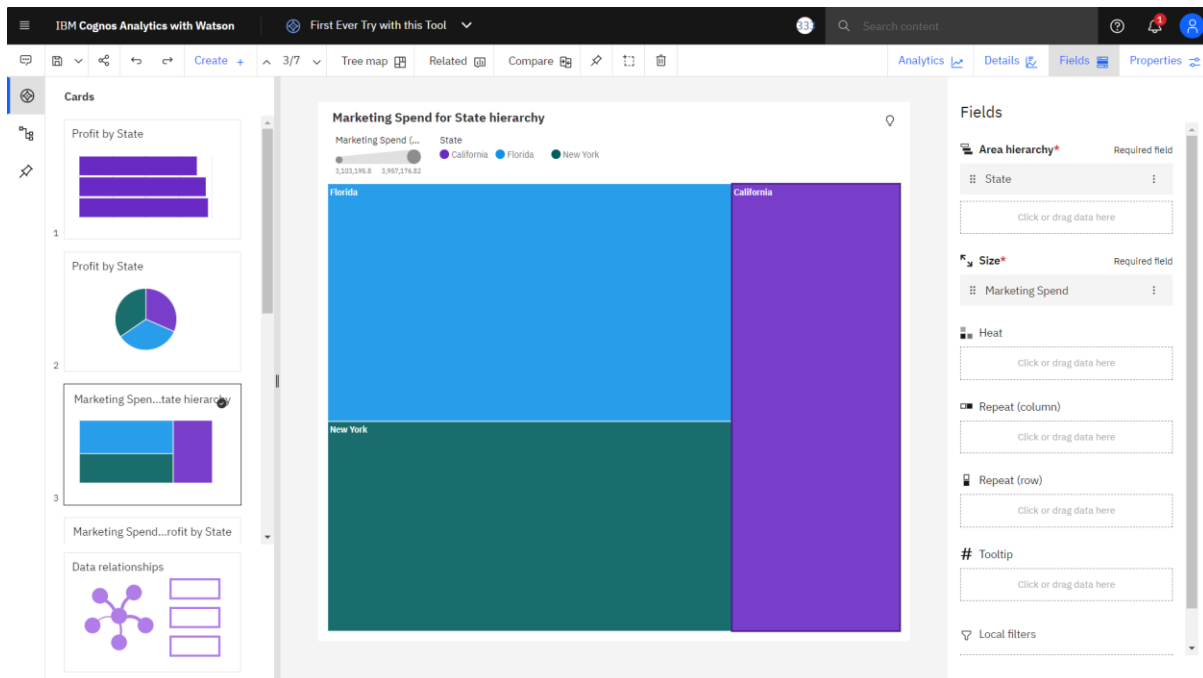 IBM Cognos Analytics with Watson
First Ever Try with this Tool
Search content
1
Create +
3/7
Tree map
Related
Compare
Analytics
Details
Fields
Properties
Cards
Profit by State
1
Profit by State
2
Marketing Spen...tate hierarchy
3
Marketing Spend...rofit by State
Data relationships
Marketing Spend for State hierarchy
Marketing Spend (...
3,103,196.8 3,987,176.82
State
California Florida New York
Florida
California
New York
Fields
Area hierarchy* Required field
State
Click or drag data here
Size* Required field
Marketing Spend
Heat
Click or drag data here
Repeat (column)
Click or drag data here
Repeat (row)
Click or drag data here
# Tooltip
Click or drag data here
Local filters